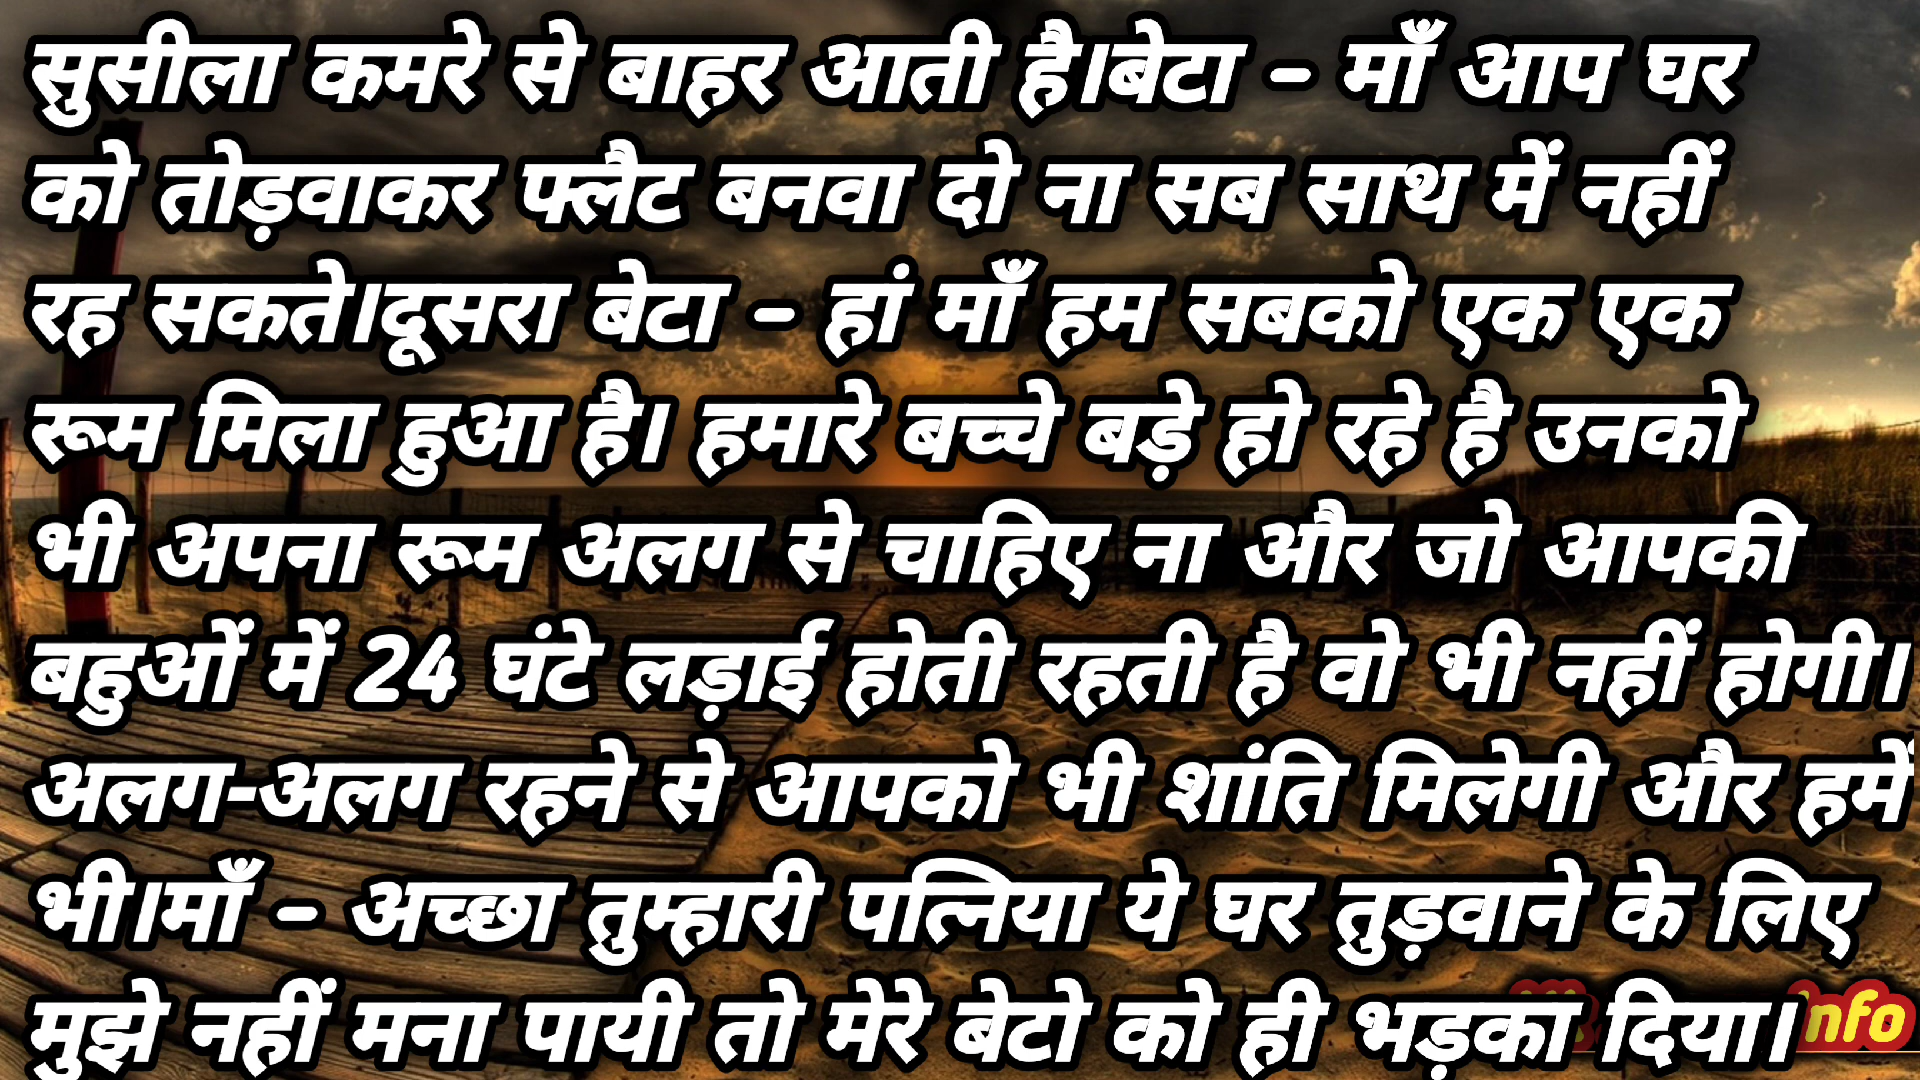 सुसीला कमरे से बाहर आती है।बेटा – माँ आप घर
को तोड़वाकर फ्लैट बनवा दो ना सब साथ में नहीं
रह सकते।दूसरा बेटा – हां माँ हम सबको एक एक
रूम मिला हुआ है। हमारे बच्चे बड़े हो रहे है उनको
भी अपना रूम अलग से चाहिए ना और जो आपकी
बहुओं में 24 घंटे लड़ाई होती रहती है वो भी नहीं होगी।
अलग-अलग रहने से आपको भी शांति मिलेगी और हमें
भी।माँ – अच्छा तुम्हारी पत्निया ये घर तुड़वाने के लिए
मुझे नहीं मना पायी तो मेरे बेटो को ही भड़का दिया।